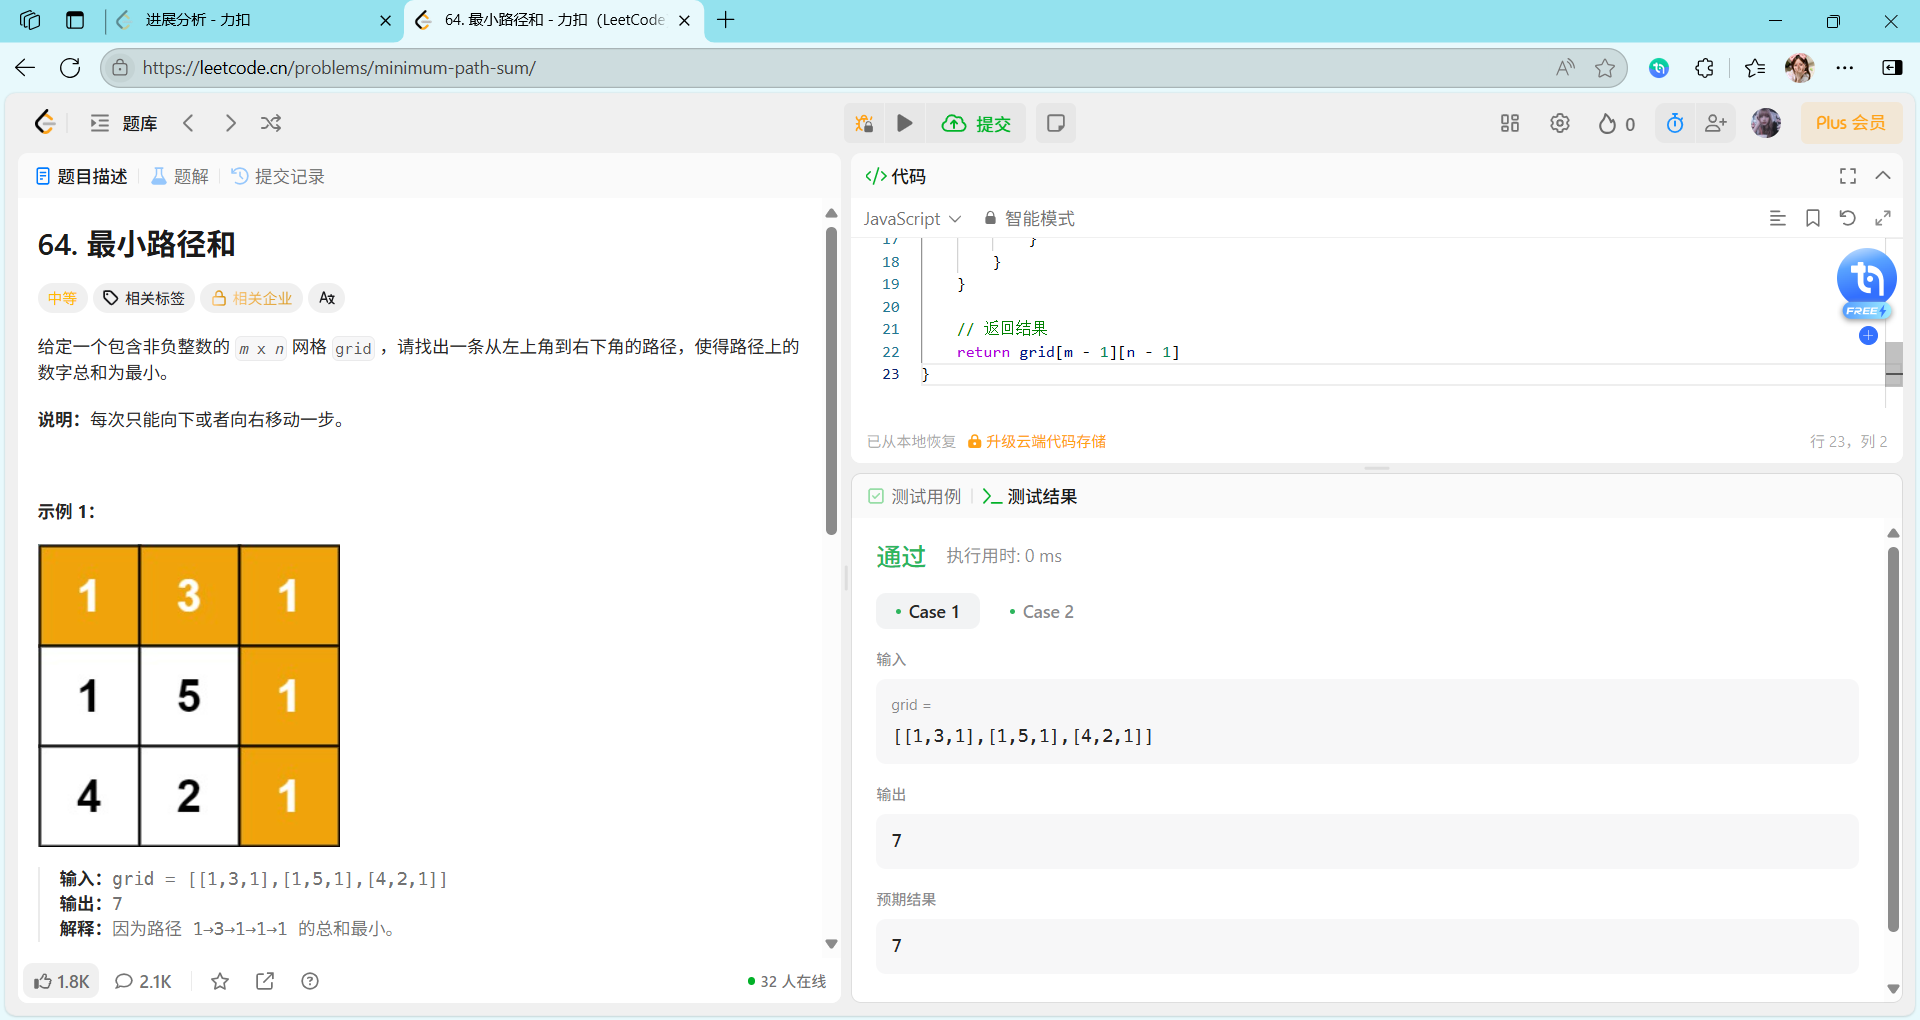 进展分析 - 力扣
64. 最小路径和 - 力扣（LeetCode
https://leetcode.cn/problems/minimum-path-sum/
题库
提交
0
Plus 会员
题目描述
题解
提交记录
64. 最小路径和
中等
相关标签
相关企业
给定一个包含非负整数的 m x n 网格 grid ，请找出一条从左上角到右下角的路径，使得路径上的
数字总和为最小。
说明：每次只能向下或者向右移动一步。
示例 1：
1 3 1
1 5 1
4 2 1
输入：grid = [[1,3,1],[1,5,1],[4,2,1]]
输出：7
解释：因为路径 1→3→1→1→1 的总和最小。
1.8K
2.1K
32 人在线
</> 代码
JavaScript
智能模式
17 }
18 }
19 }
20
21 // 返回结果
22 return grid[m - 1][n - 1]
23 }
FREE
已从本地恢复
升级云端代码存储
行 23，列 2
测试用例
测试结果
通过
执行用时: 0 ms
Case 1
Case 2
输入
grid =
[[1,3,1],[1,5,1],[4,2,1]]
输出
7
预期结果
7